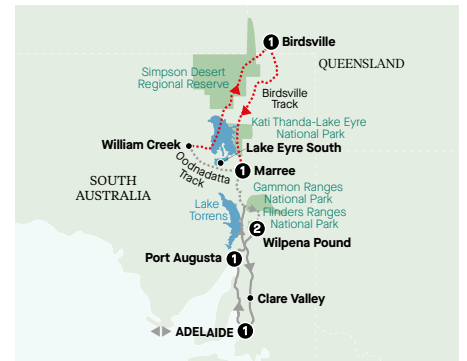 1 Birdsville
QUEENSLAND
Simpson Desert
Regional Reserve
Birdsville
Track
Kati Thanda-Lake Eyre
National Park
William Creek
Lake Eyre South
Oodnadatta
Track
1 Marree
SOUTH
AUSTRALIA
Gammon Ranges
National Park
Lake
Torrens
Flinders Ranges
National Park
2
Wilpena Pound
Port Augusta 1
Clare Valley
ADELAIDE 1